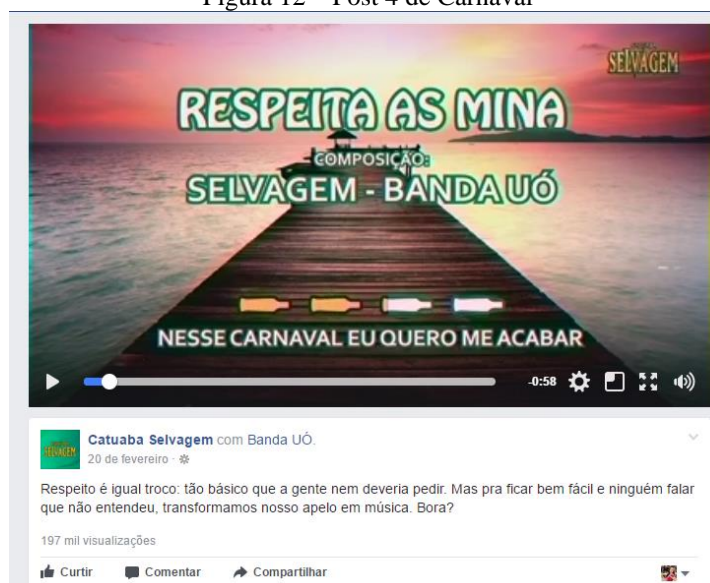 Figura 12 – Post 4 de Carnaval
SELVAGEM
RESPEITA AS MINA
COMPOSIÇÃO:
SELVAGEM - BANDA UÓ
NESSE CARNAVAL EU QUERO ME ACABAR
-0:58
SELVAGEM
Catuaba Selvagem com Banda UÓ.
20 de fevereiro ·
Respeito é igual troco: tão básico que a gente nem deveria pedir. Mas pra ficar bem fácil e ninguém falar
que não entendeu, transformamos nosso apelo em música. Bora?
197 mil visualizações
Curtir Comentar Compartilhar